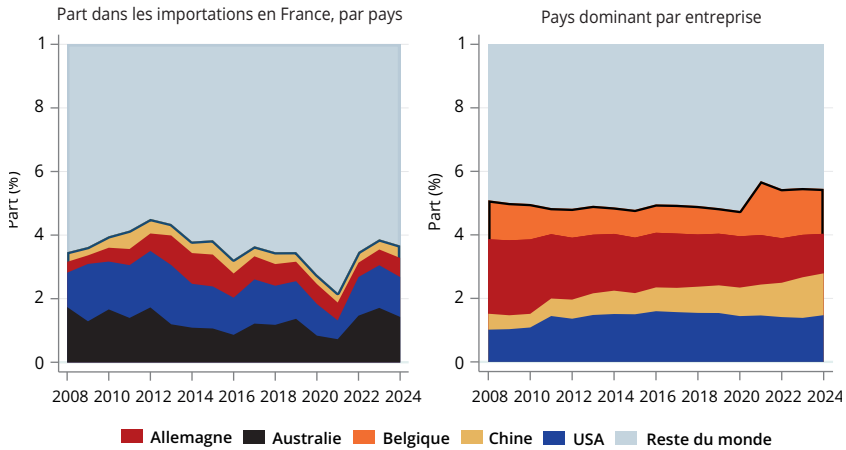 Part dans les importations en France, par pays
Pays dominant par entreprise
Part (%)
1
8
6
4
2
0
2008 2010 2012 2014 2016 2018 2020 2022 2024
Part (%)
1
8
6
4
2
0
2008 2010 2012 2014 2016 2018 2020 2022 2024
Allemagne Australie Belgique Chine USA Reste du monde